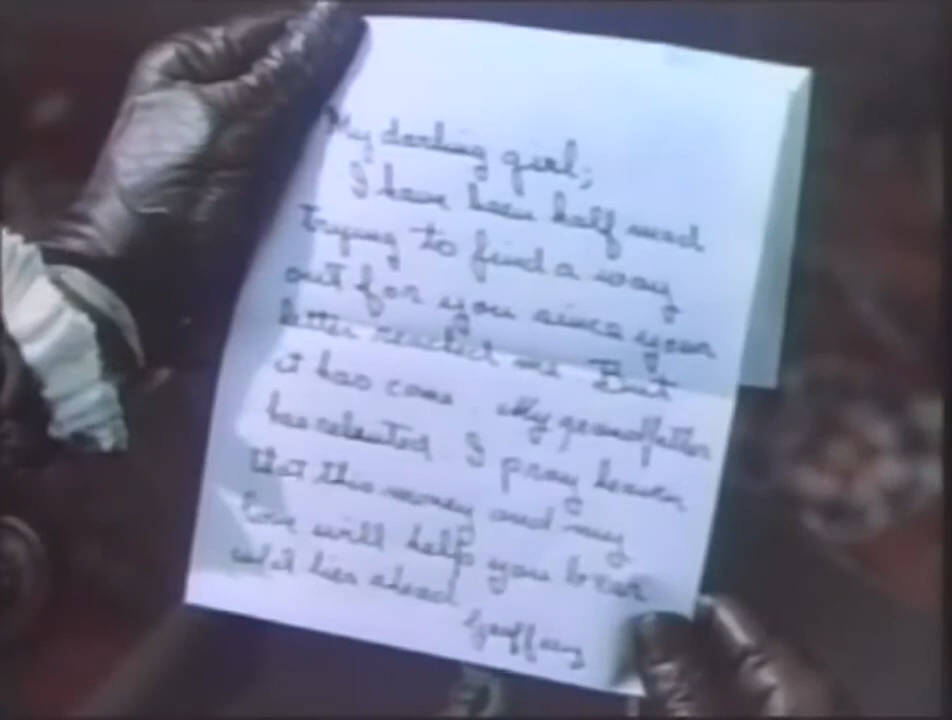 My darling girl;
I have been half mad
trying to find a way
out for you since your
letter reached me. But
it has come. My grandfather
has relented. I pray heaven
that this money and my
love will help you bear
what lies ahead
Geoffrey